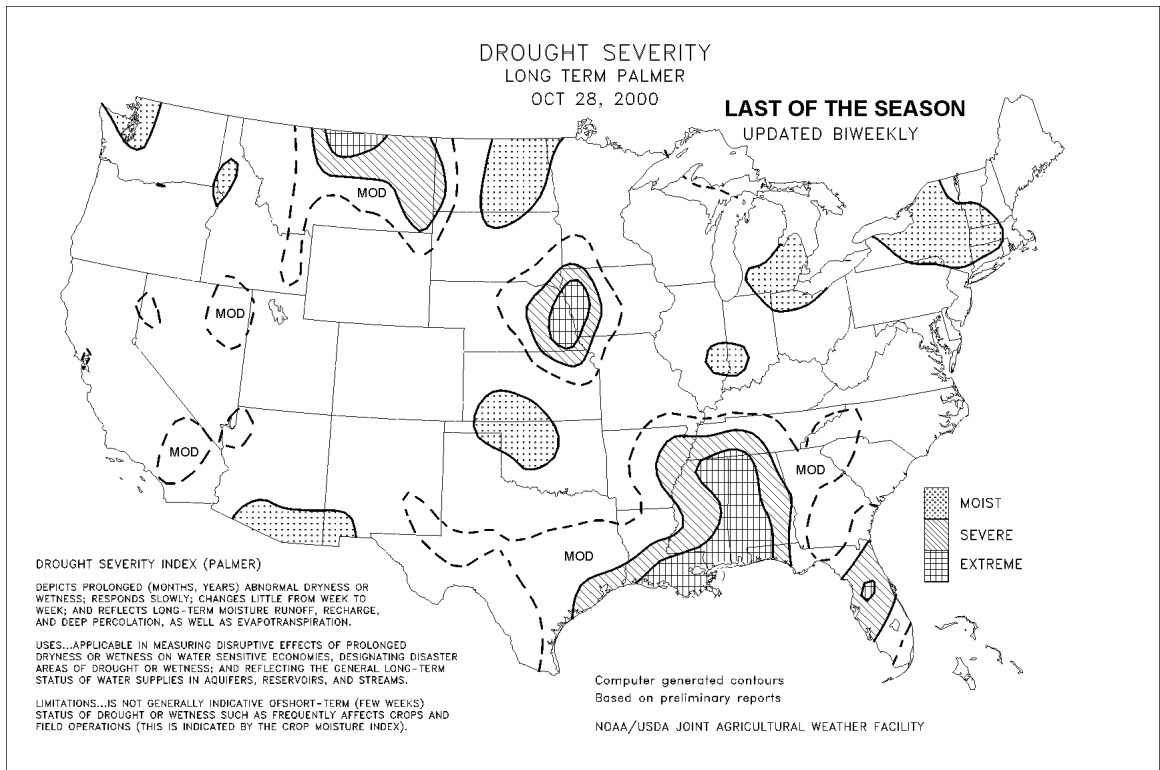 DROUGHT SEVERITY
LONG TERM PALMER
OCT 28, 2000
LAST OF THE SEASON
UPDATED BIWEEKLY
MOD
MOD
MOD
MOD
MOD
MOIST
SEVERE
EXTREME
DROUGHT SEVERITY INDEX (PALMER)
DEPICTS PROLONGED (MONTHS, YEARS) ABNORMAL DRYNESS OR
WETNESS; RESPONDS SLOWLY; CHANGES LITTLE FROM WEEK TO
WEEK; AND REFLECTS LONG-TERM MOISTURE RUNOFF, RECHARGE,
AND DEEP PERCOLATION, AS WELL AS EVAPOTRANSPIRATION.
USES...APPLICABLE IN MEASURING DISRUPTIVE EFFECTS OF PROLONGED
DRYNESS OR WETNESS ON WATER SENSITIVE ECONOMIES, DESIGNATING DISASTER
AREAS OF DROUGHT OR WETNESS; AND REFLECTING THE GENERAL LONG-TERM
STATUS OF WATER SUPPLIES IN AQUIFERS, RESERVOIRS, AND STREAMS.
LIMITATIONS...IS NOT GENERALLY INDICATIVE OFSHORT-TERM (FEW WEEKS)
STATUS OF DROUGHT OR WETNESS SUCH AS FREQUENTLY AFFECTS CROPS AND
FIELD OPERATIONS (THIS IS INDICATED BY THE CROP MOISTURE INDEX).
Computer generated contours
Based on preliminary reports
NOAA/USDA JOINT AGRICULTURAL WEATHER FACILITY